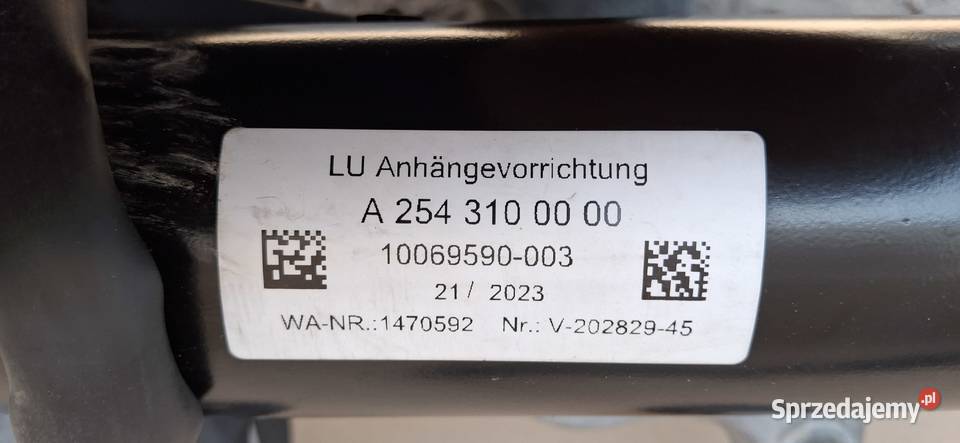 LU Anhängevorrichtung
A 254 310 00 00
10069590-003
21/ 2023
WA-NR.:1470592 Nr.: V-202829-45
Sprzedajemy.pl